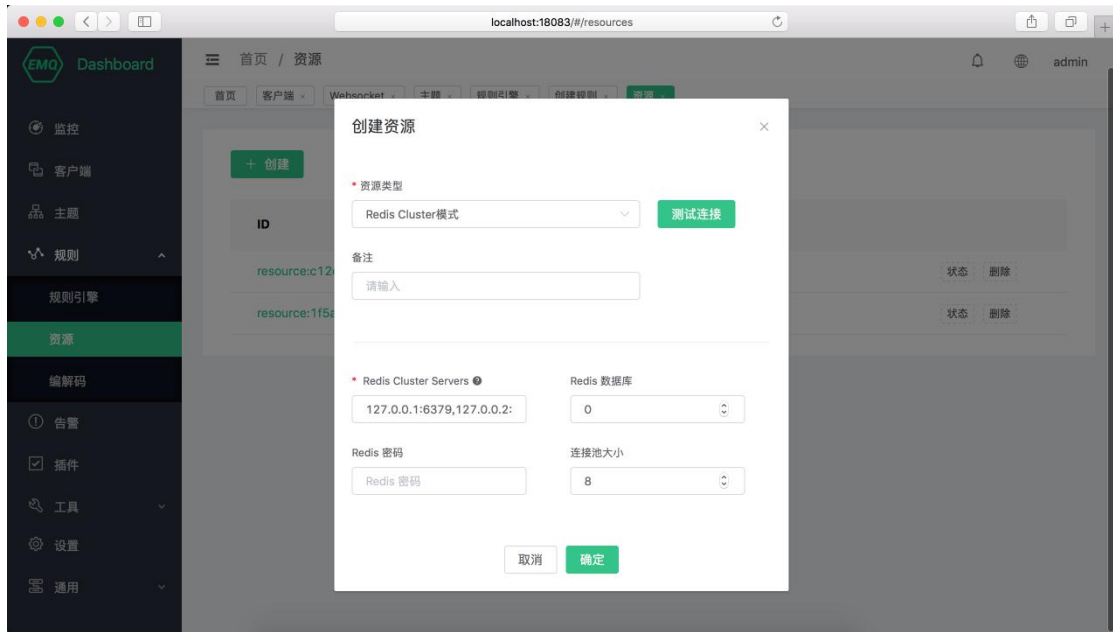 localhost:18083/#/resources
EMQ Dashboard
首页 / 资源
admin
首页 客户端 × Websocket × 主题 × 规则引擎 × 创建规则 × 资源 ×
监控
客户端
主题
规则
规则引擎
资源
编解码
告警
插件
工具
设置
通用
+ 创建
ID
resource:c12
状态 删除
resource:1f5a
状态 删除
创建资源 ×
* 资源类型
Redis Cluster模式 测试连接
备注
请输入
* Redis Cluster Servers Redis 数据库
127.0.0.1:6379,127.0.0.2: 0
Redis 密码 连接池大小
Redis 密码 8
取消 确定